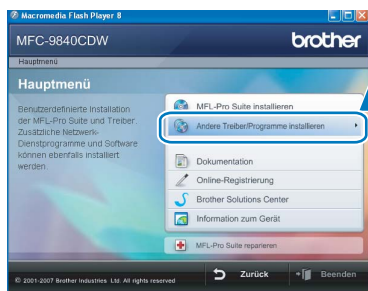 Macromedia Flash Player 8
MFC-9840CDW
brother
Hauptmenü
Hauptmenü
Benutzerdefinierte Installation
der MFL-Pro Suite und Treiber.
Zusätzliche Netzwerk-
Dienstprogramme und Software
können ebenfalls installiert
werden.
MFL-Pro Suite installieren
Andere Treiber/Programme installieren
Dokumentation
Online-Registrierung
Brother Solutions Center
Information zum Gerät
MFL-Pro Suite reparieren
© 2001-2007 Brother Industries Ltd. All rights reserved
Zurück
Beenden